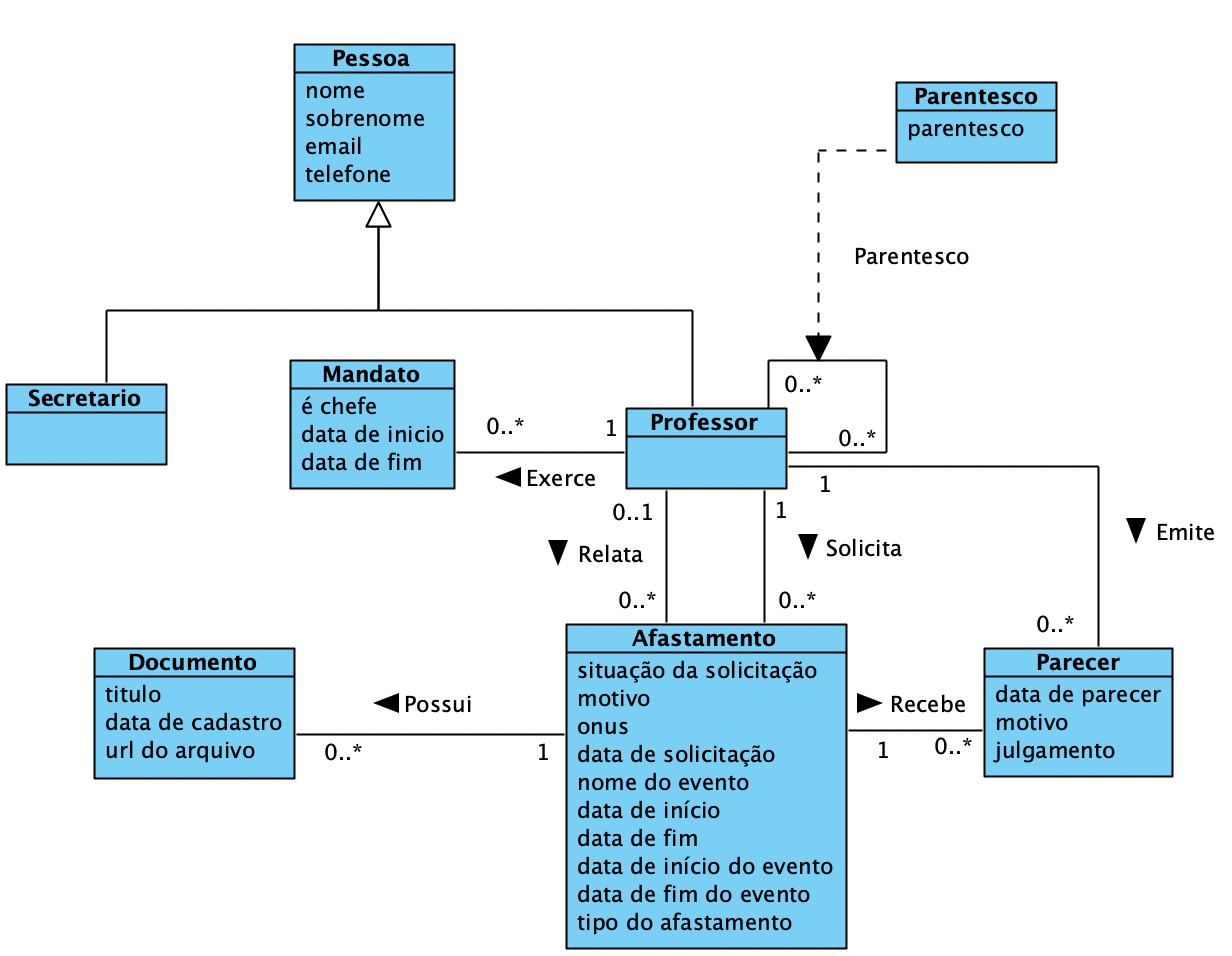 Pessoa
nome
sobrenome
email
telefone
Parentesco
parentesco
Parentesco
Secretario
Mandato
é chefe
data de inicio
data de fim
0..*
1
Exerce
Professor
0..*
0..*
1
0..1
Relata
0..*
1
Solicita
0..*
Emite
0..*
Documento
titulo
data de cadastro
url do arquivo
Possui
0..*
1
Afastamento
situação da solicitação
motivo
onus
data de solicitação
nome do evento
data de início
data de fim
data de início do evento
data de fim do evento
tipo do afastamento
Recebe
1
0..*
Parecer
data de parecer
motivo
julgamento